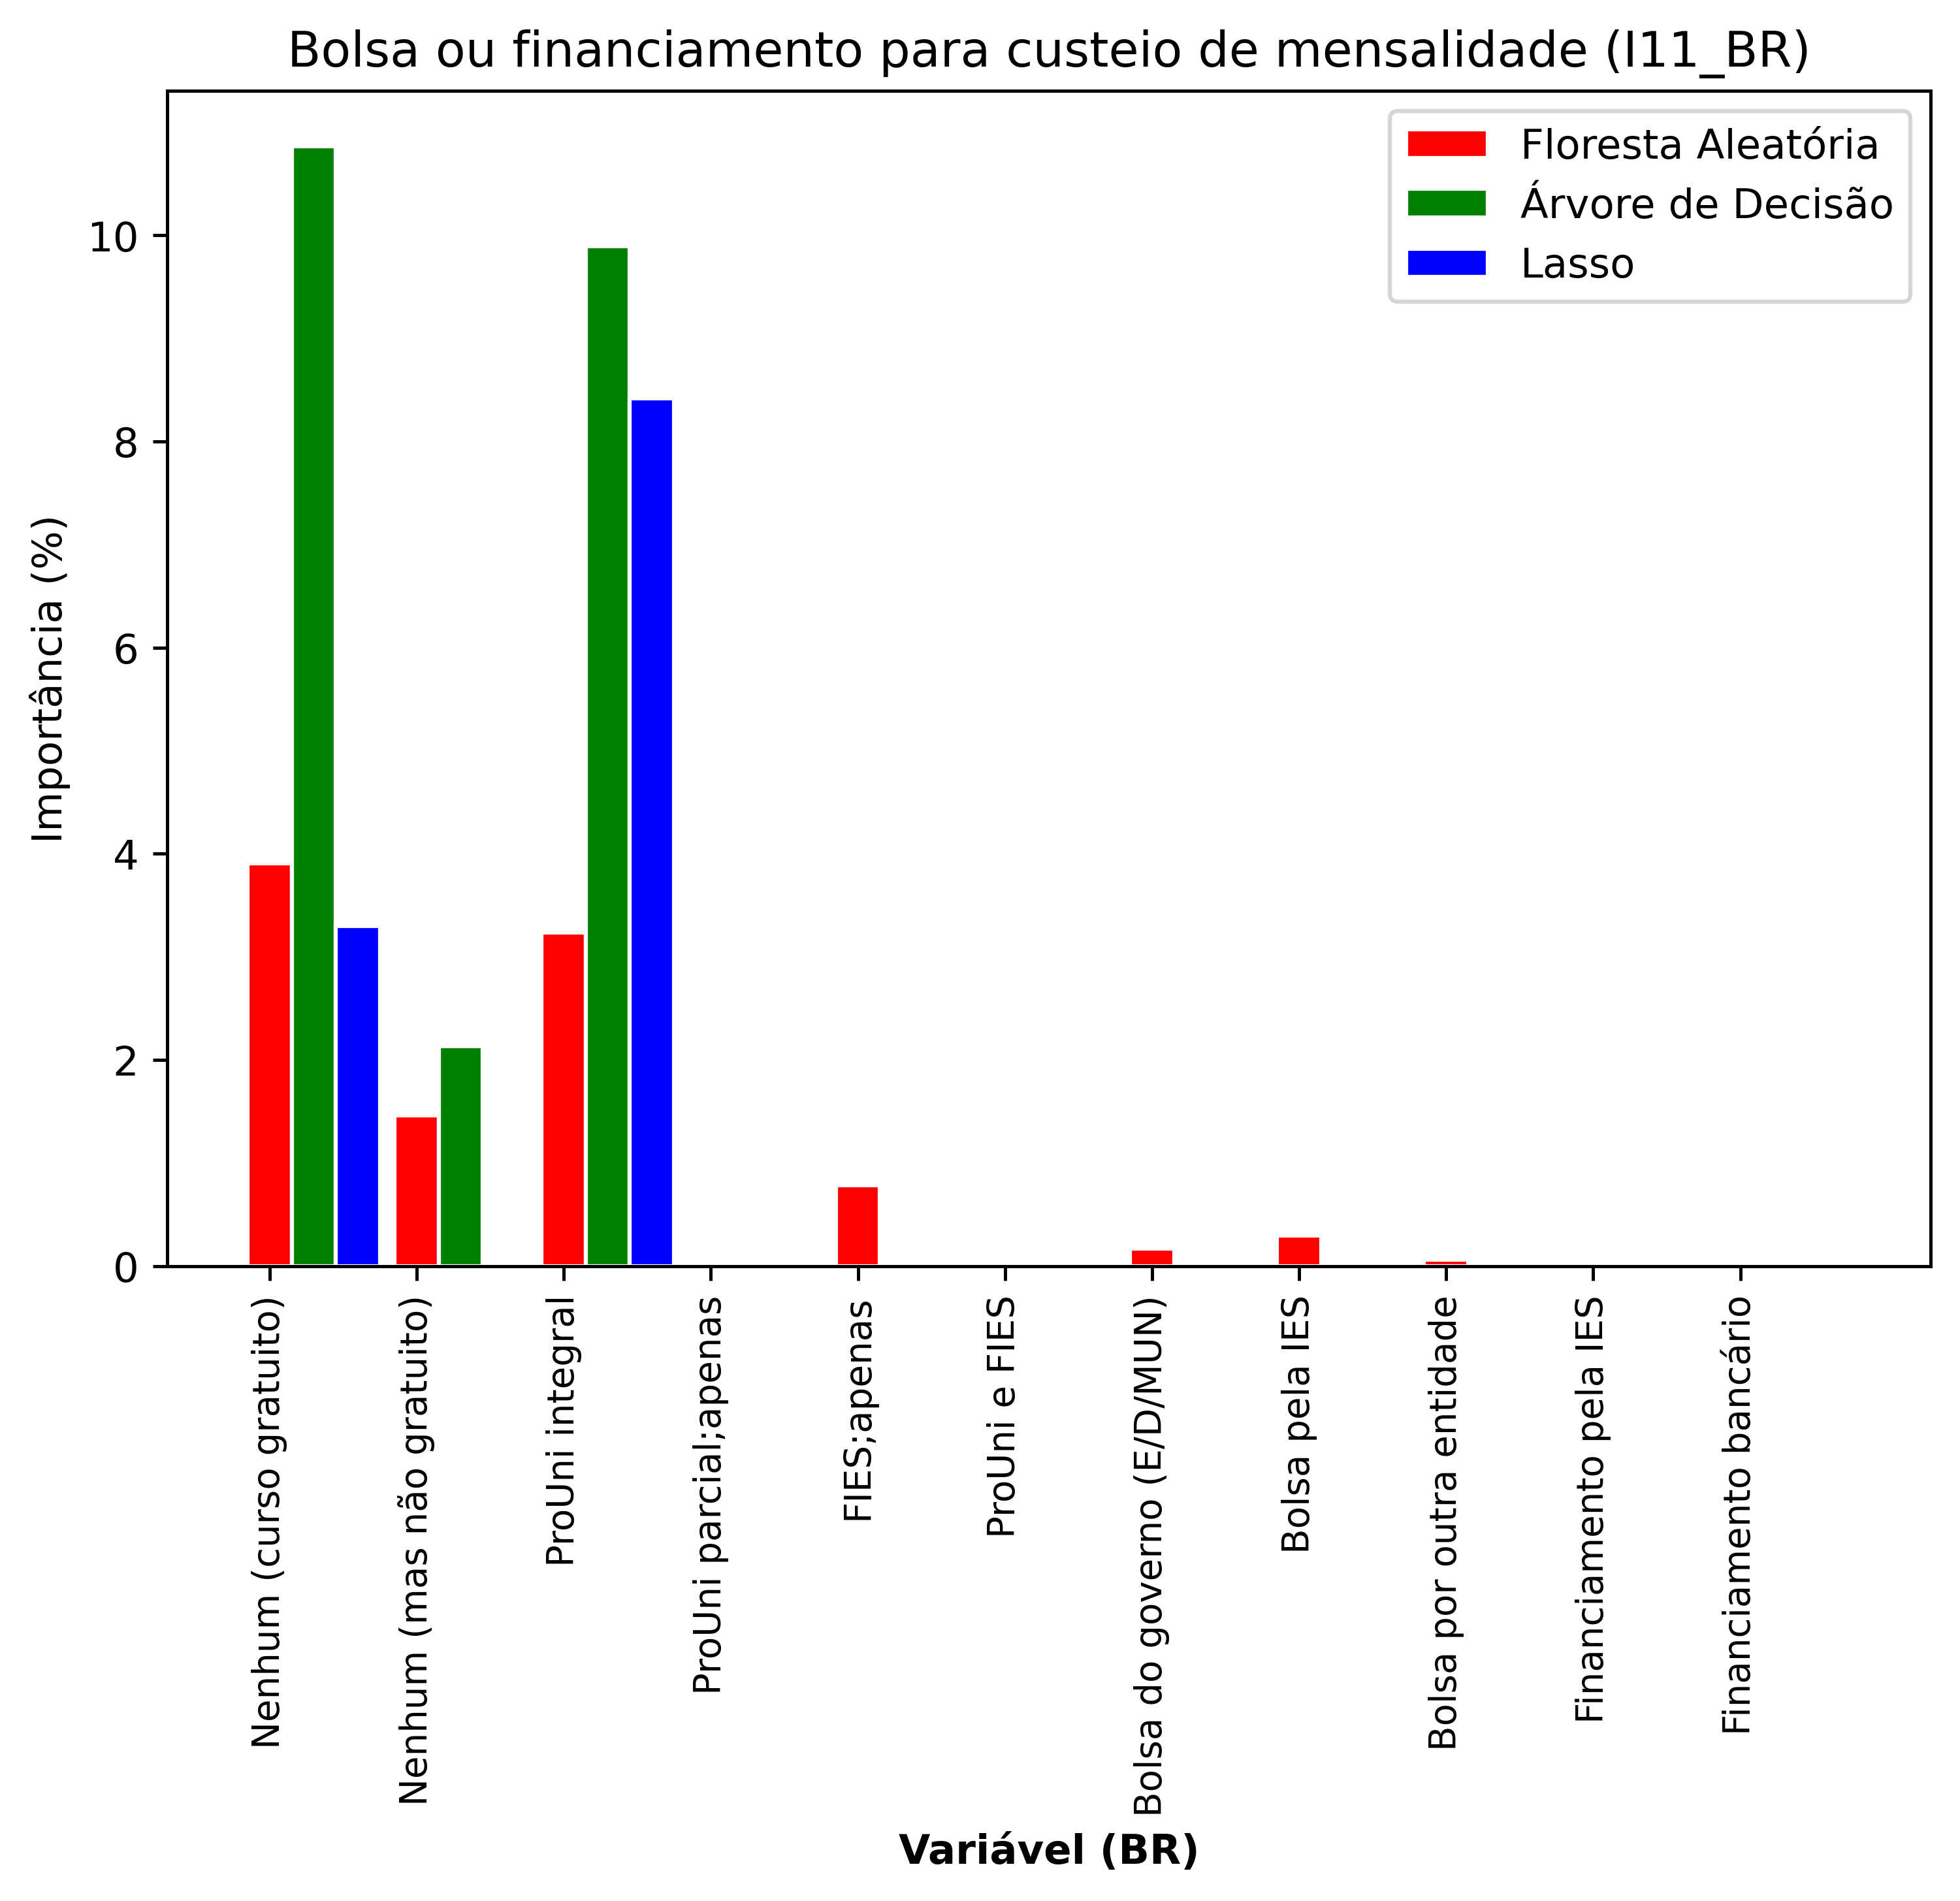 Bolsa ou financiamento para custeio de mensalidade (I11_BR)
Floresta Aleatória
Árvore de Decisão
Lasso
Importância (%)
10
8
6
4
2
0
Nenhum (curso gratuito)
Nenhum (mas não gratuito)
ProUni integral
ProUni parcial;apenas
FIES;apenas
ProUni e FIES
Bolsa do governo (E/D/MUN)
Bolsa pela IES
Bolsa por outra entidade
Financiamento pela IES
Financiamento bancário
Variável (BR)